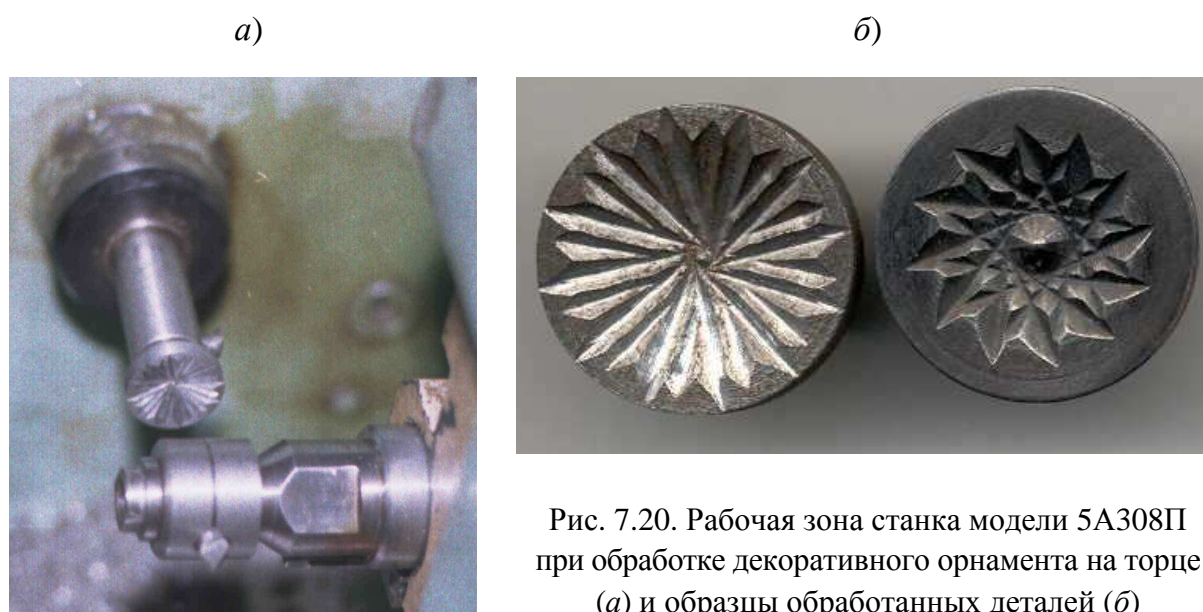 а)
б)
Рис. 7.20. Рабочая зона станка модели 5А308П
при обработке декоративного орнамента на торце
(а) и образцы обработанных деталей (б)